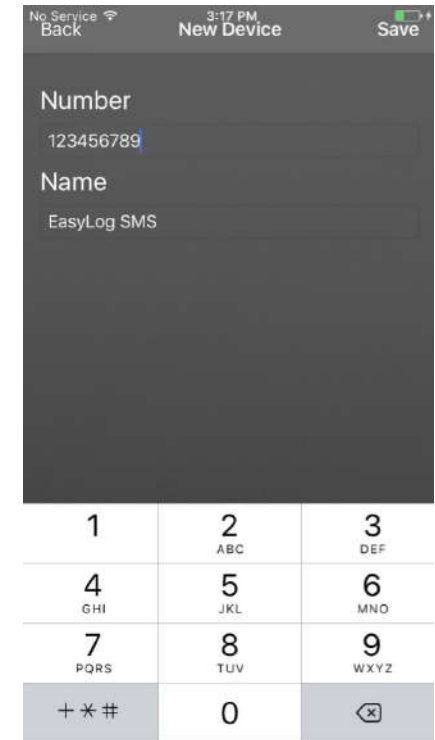 No Service 3:17 PM
Back New Device Save
Number
123456789
Name
EasyLog SMS
1 2 3
ABC DEF
4 5 6
GHI JKL MNO
7 8 9
PQRS TUV WXYZ
+*# 0